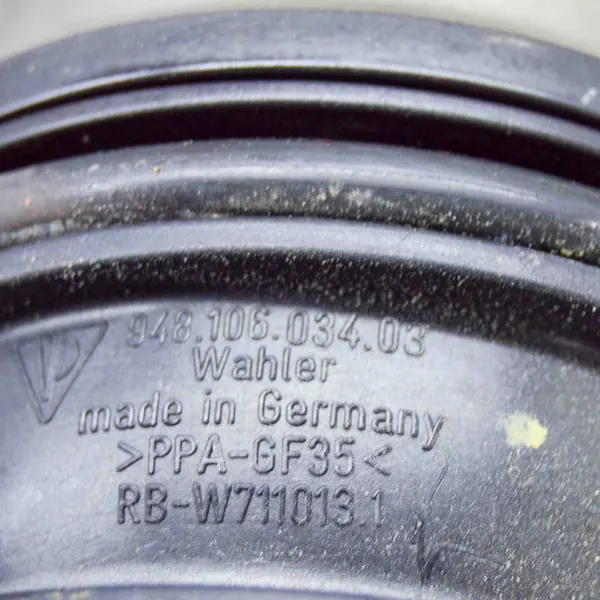 948.106.034.03
Wahler
made in Germany
>PPA-GF35<
RB-W711013.1